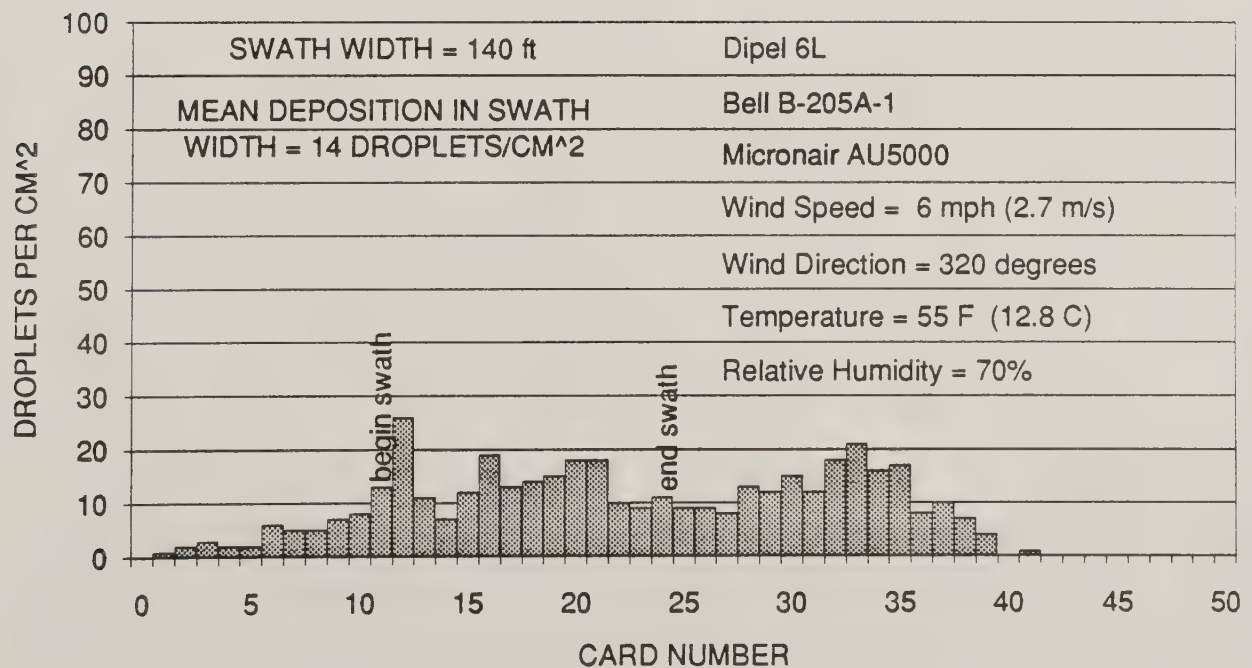 SWATH WIDTH = 140 ft
MEAN DEPOSITION IN SWATH
WIDTH = 14 DROPLETS/CM^2
Dipel 6L
Bell B-205A-1
Micronair AU5000
Wind Speed = 6 mph (2.7 m/s)
Wind Direction = 320 degrees
Temperature = 55 F (12.8 C)
Relative Humidity = 70%
DROPLETS PER CM^2
100
90
80
70
60
50
40
30
20
10
0
begin swath
end swath
0 5 10 15 20 25 30 35 40 45 50
CARD NUMBER